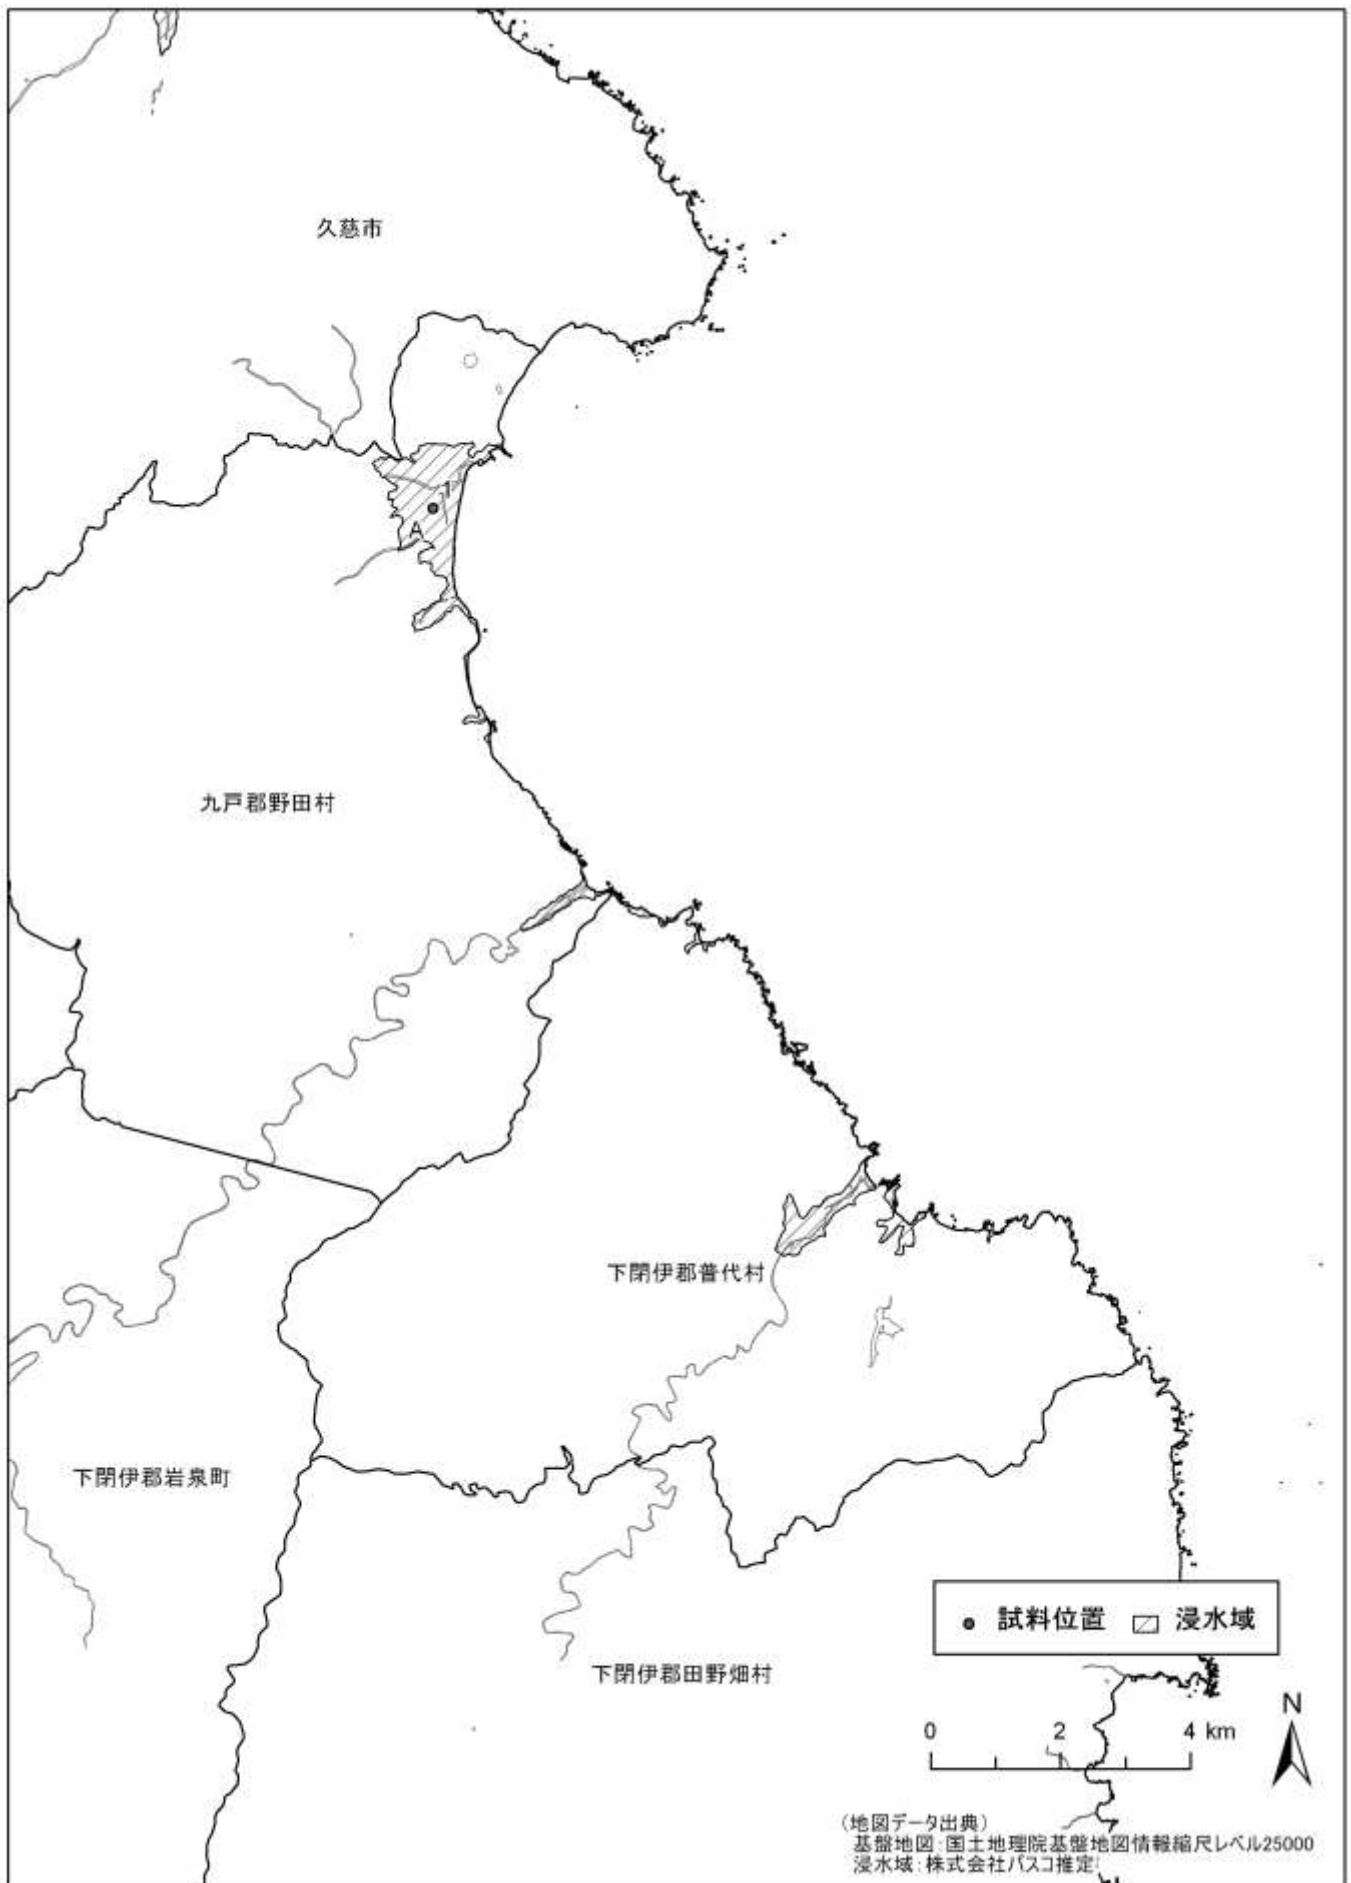 久慈市
A
九戸郡野田村
下閉伊郡普代村
下閉伊郡岩泉町
下閉伊郡田野畑村
試料位置 浸水域
N
0 2 4 km
(地図データ出典)
基盤地図:国土地理院基盤地図情報縮尺レベル25000
浸水域:株式会社パスコ推定